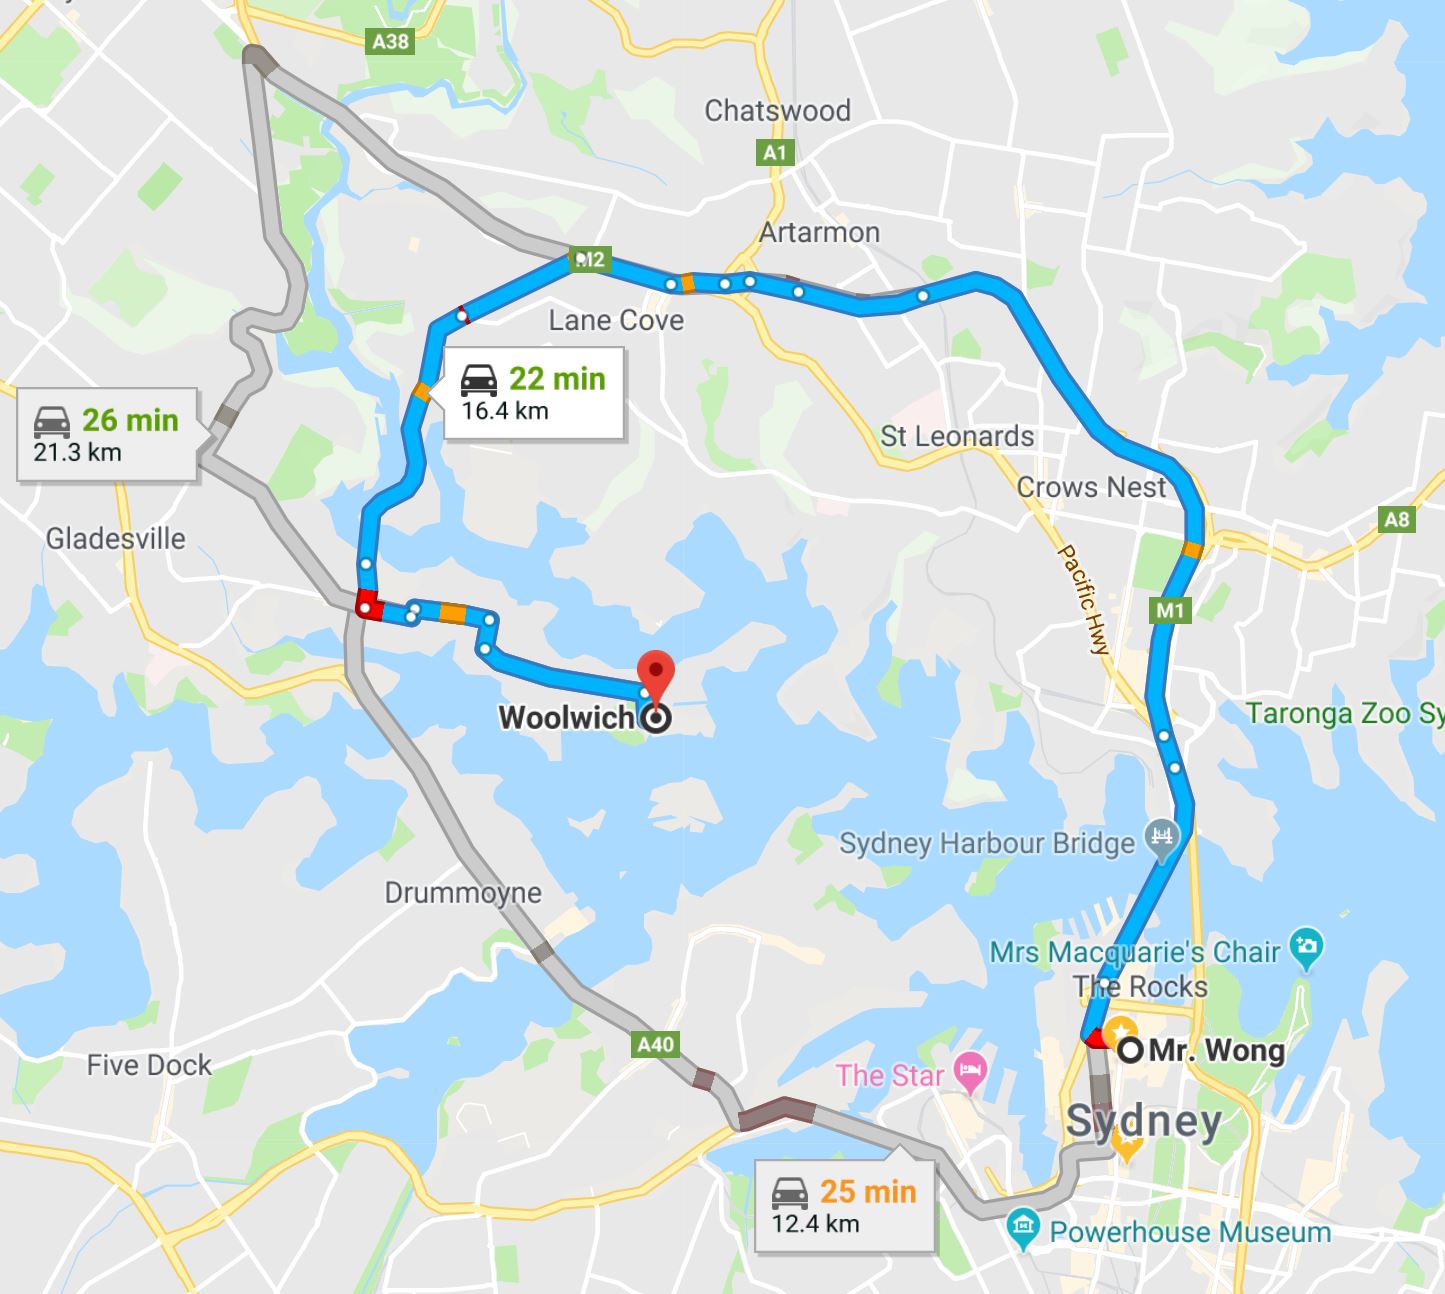 A38
Chatswood
A1
Artarmon
M2
Lane Cove
22 min
16.4 km
26 min
21.3 km
St Leonards
Crows Nest
A8
Gladesville
Pacific Hwy
M1
Woolwich
Taronga Zoo Sy
Sydney Harbour Bridge
Drummoyne
Mrs Macquarie's Chair
The Rocks
A40
Mr. Wong
Five Dock
The Star
Sydney
25 min
12.4 km
Powerhouse Museum